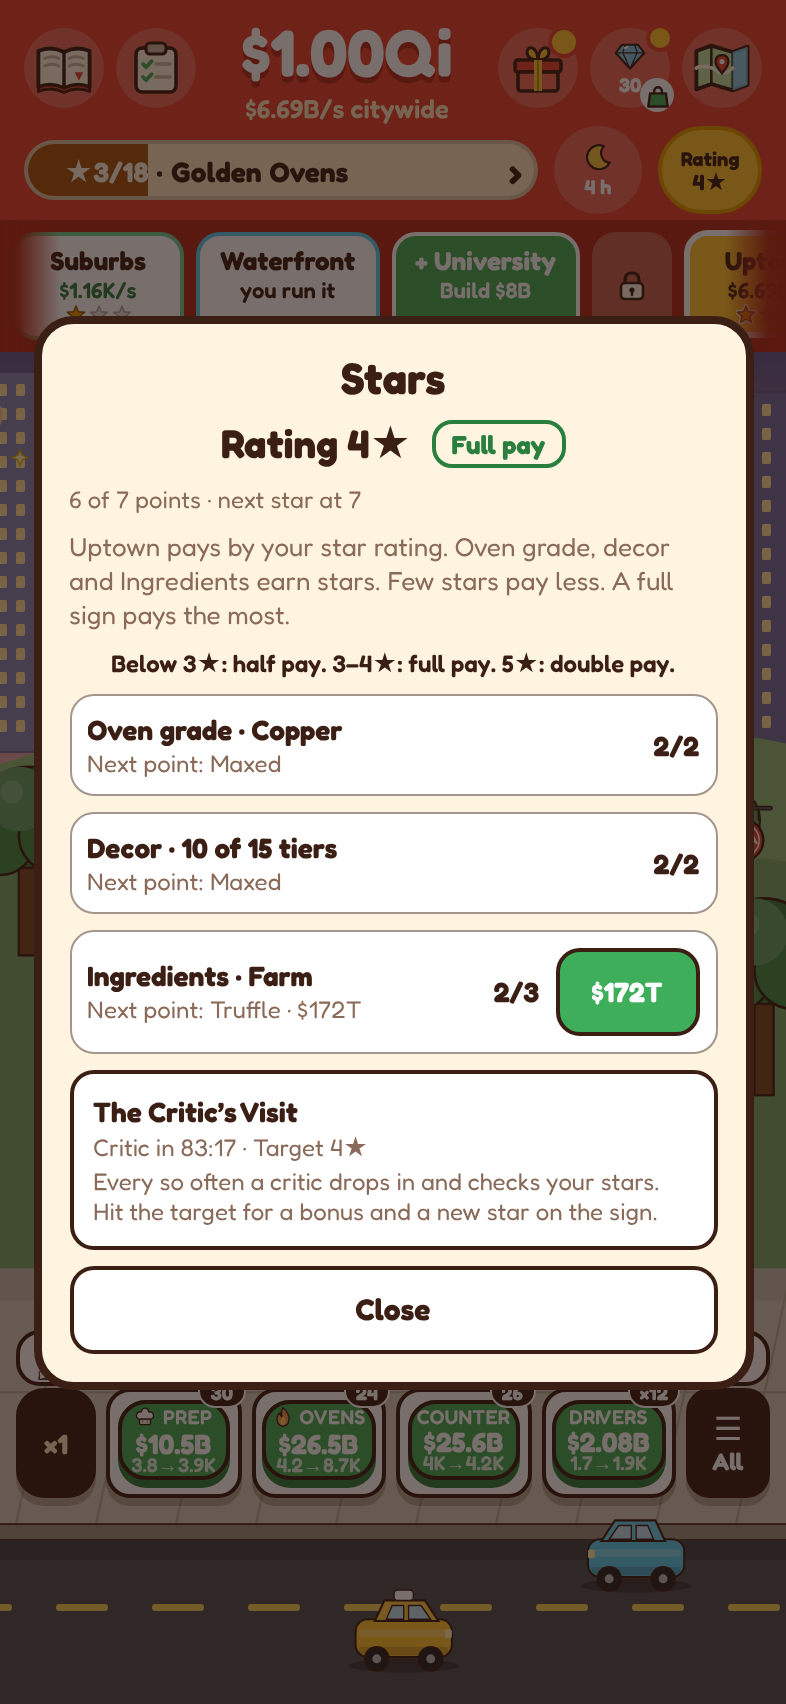 $1.00Qi
$6.69B/s citywide
30
★3/18 · Golden Ovens
4 h
Rating
4★
Suburbs
$1.16K/s
Waterfront
you run it
+ University
Build $8B
Stars
Rating 4★
Full pay
6 of 7 points · next star at 7
Uptown pays by your star rating. Oven grade, decor
and Ingredients earn stars. Few stars pay less. A full
sign pays the most.
Below 3★: half pay. 3–4★: full pay. 5★: double pay.
Oven grade · Copper
Next point: Maxed
2/2
Decor · 10 of 15 tiers
Next point: Maxed
2/2
Ingredients · Farm
Next point: Truffle · $172T
2/3
$172T
The Critic's Visit
Critic in 83:17 · Target 4★
Every so often a critic drops in and checks your stars.
Hit the target for a bonus and a new star on the sign.
Close
x1
30
PREP
$10.5B
3.8→3.9K
24
OVENS
$26.5B
4.2→8.7K
26
COUNTER
$25.6B
4K→4.2K
x12
DRIVERS
$2.08B
1.7→1.9K
All